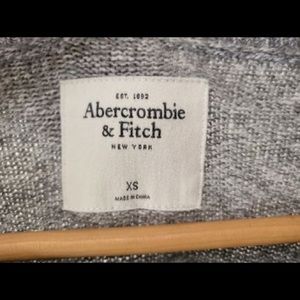 EST. 1892
Abercrombie
& Fitch
NEW YORK
XS
MADE IN CHINA